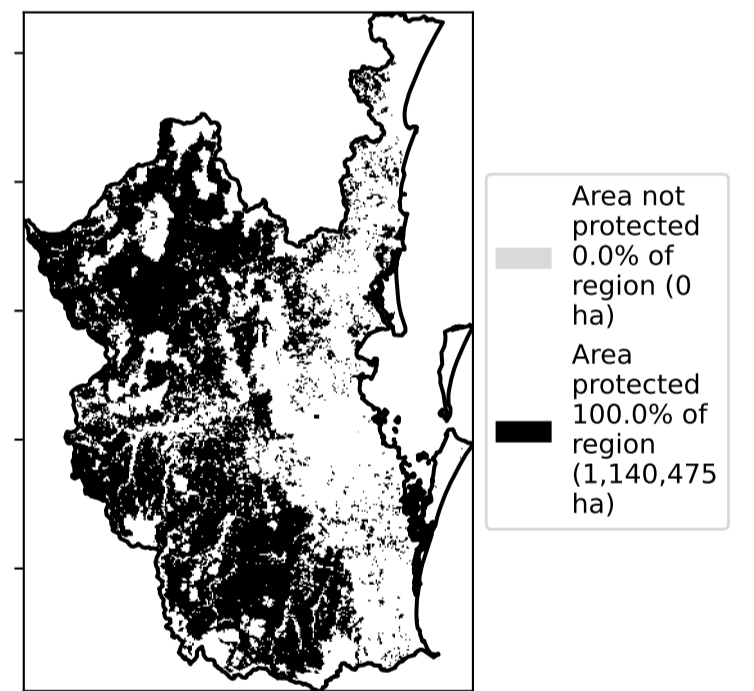 Area not
protected
0.0% of
region (0
ha)
Area
protected
100.0% of
region
(1,140,475
ha)